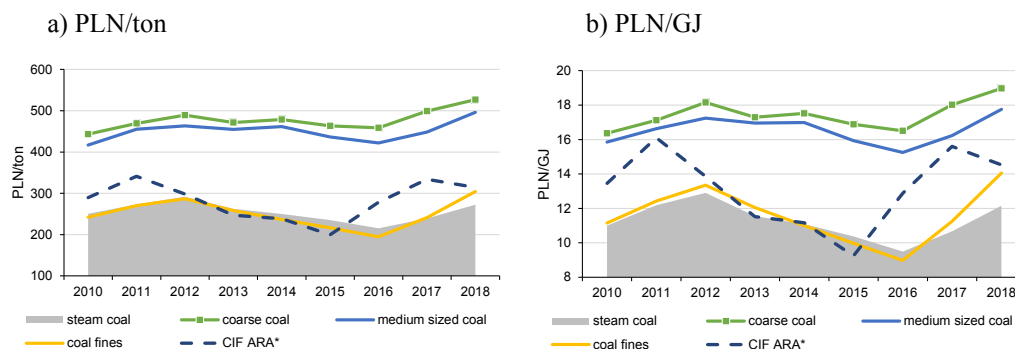 a) PLN/ton
PLN/ton
600
500
400
300
200
100
2010 2011 2012 2013 2014 2015 2016 2017 2018
steam coal coarse coal medium sized coal
coal fines CIF ARA*
b) PLN/GJ
PLN/GJ
20
18
16
14
12
10
8
2010 2011 2012 2013 2014 2015 2016 2017 2018
steam coal coarse coal medium sized coal
coal fines CIF ARA*